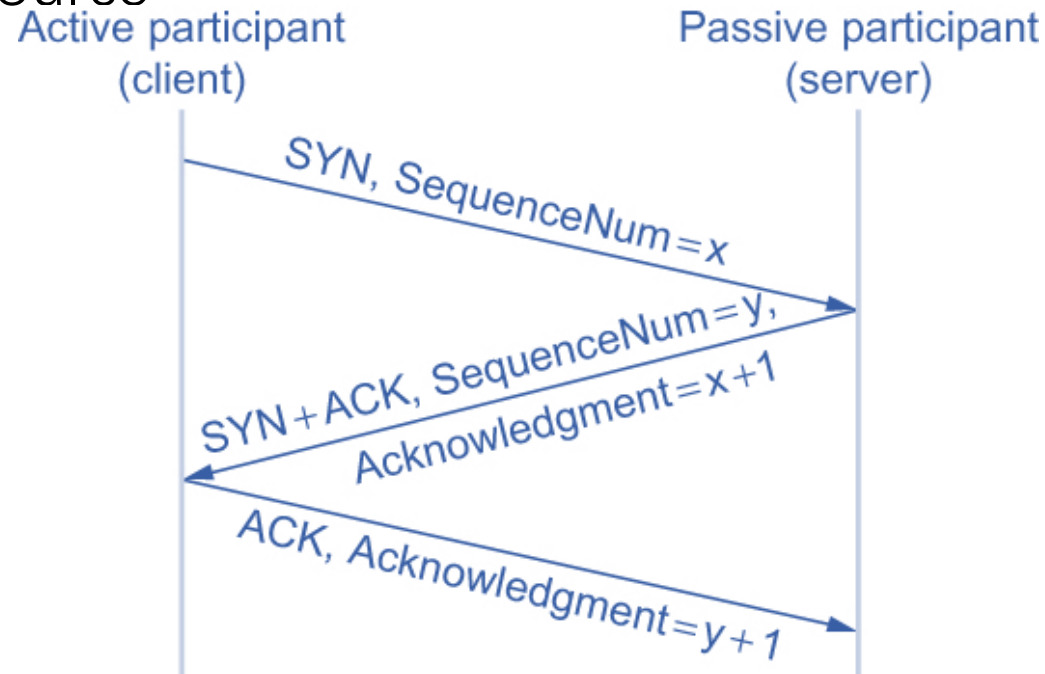 Active participant
(client)
Passive participant
(server)
SYN, SequenceNum=x
SYN+ACK, SequenceNum=y,
Acknowledgment=x+1
ACK, Acknowledgment=y+1